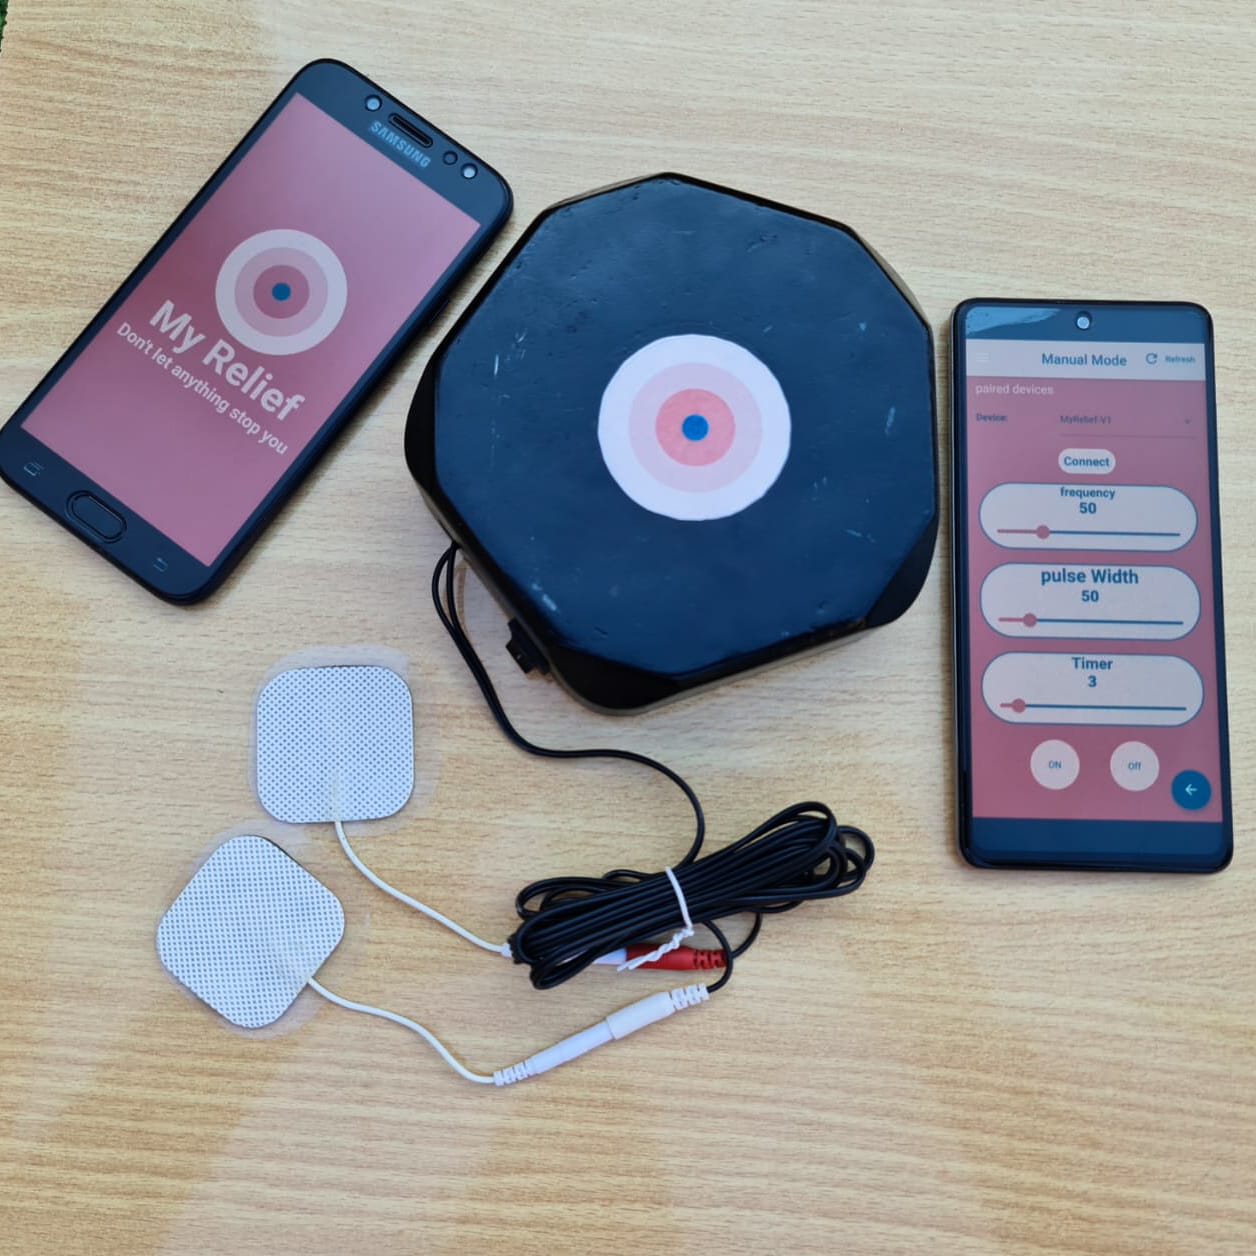 SAMSUNG
My Relief
Don't let anything stop you
Manual Mode
Refresh
paired devices
Device:
MyRelief-V1
Connect
frequency
50
pulse Width
50
Timer
3
ON
Off